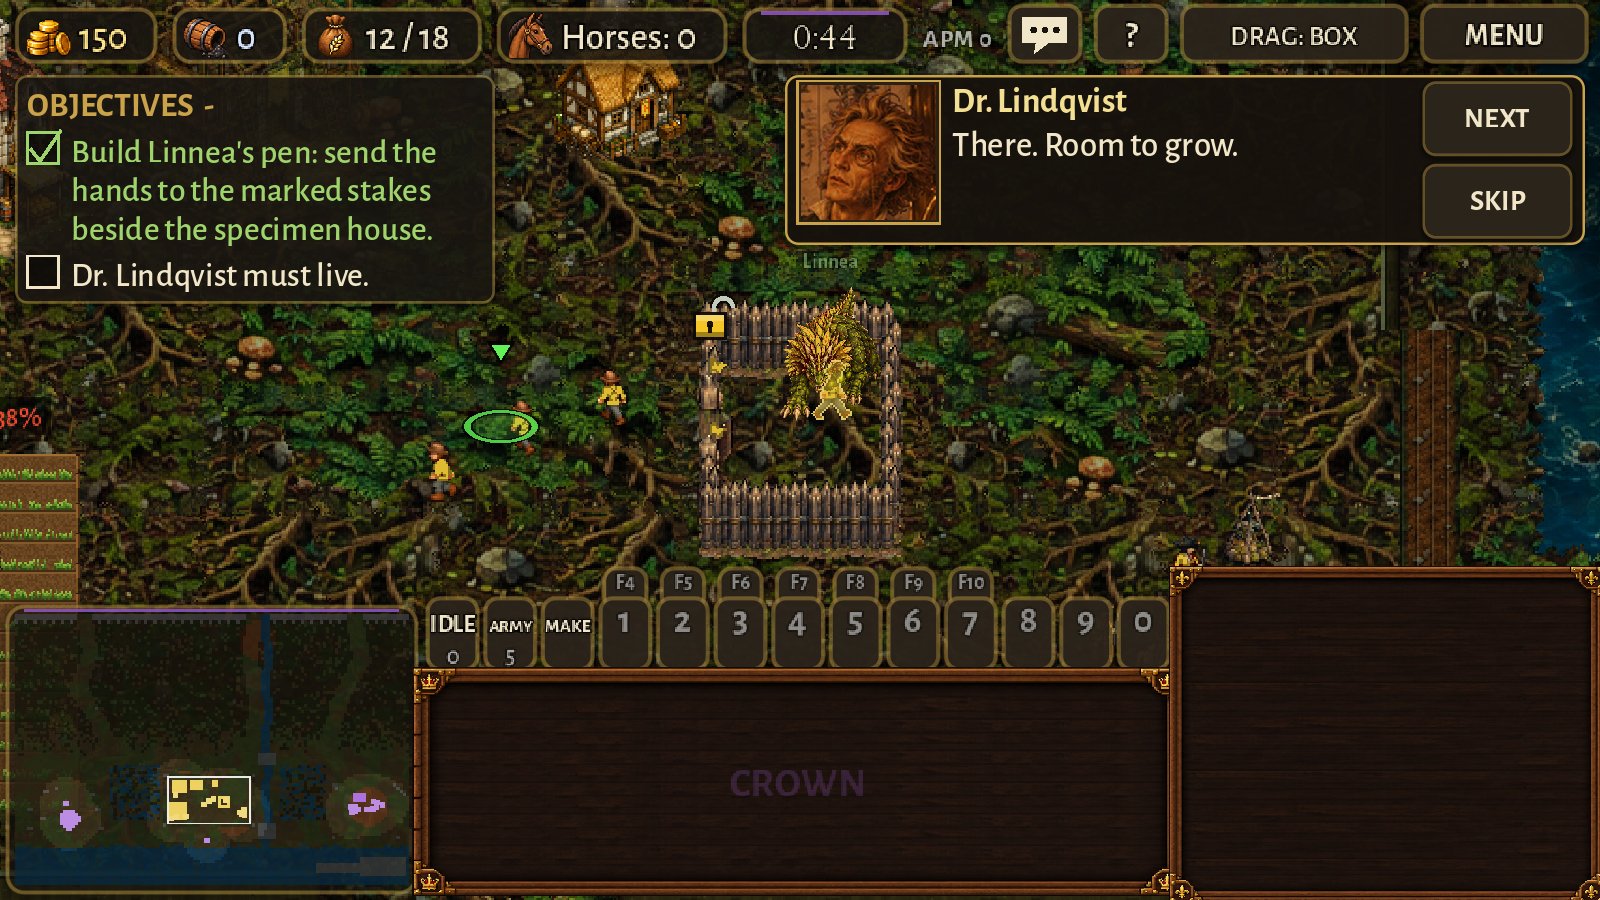 150
0
12 / 18
Horses: 0
0:44
APM 0
?
DRAG: BOX
MENU
OBJECTIVES -
Build Linnea's pen: send the
hands to the marked stakes
beside the specimen house.
Dr. Lindqvist must live.
Dr. Lindqvist
There. Room to grow.
NEXT
SKIP
Linnea
38%
F4 F5 F6 F7 F8 F9 F10
IDLE ARMY MAKE 1 2 3 4 5 6 7 8 9 0
0 5
CROWN